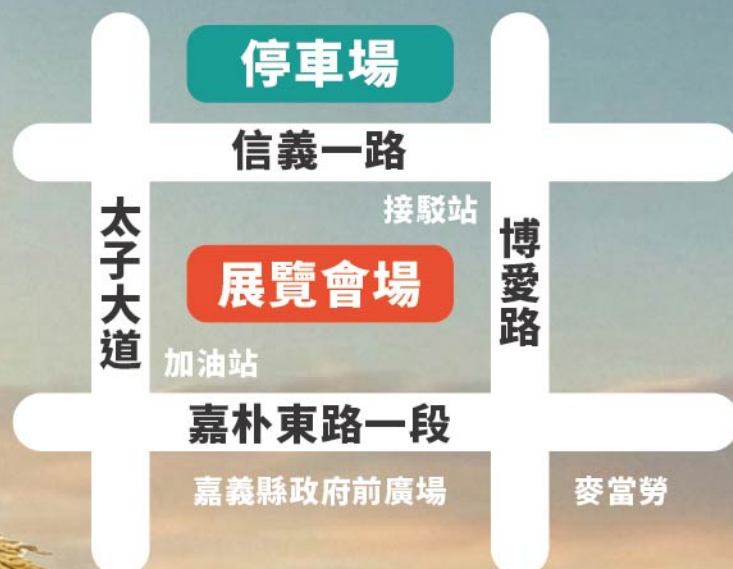 停車場
信義一路
接駁站
太子大道
博愛路
展覽會場
加油站
嘉朴東路一段
嘉義縣政府前廣場
麥當勞